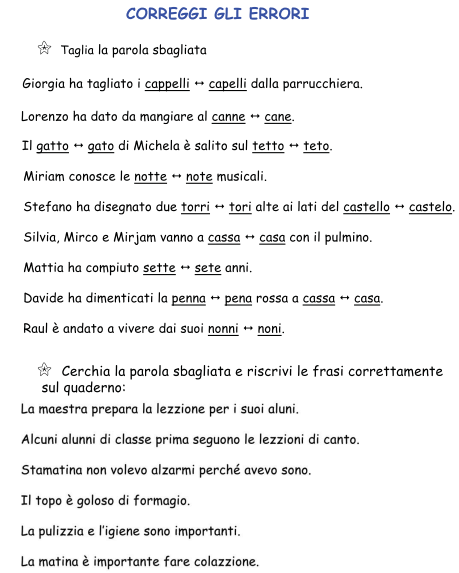 CORREGGI GLI ERRORI
Taglia la parola sbagliata
Giorgia ha tagliato i cappelli ↔ capelli dalla parrucchiera.
Lorenzo ha dato da mangiare al canne ↔ cane.
Il gatto ↔ gato di Michela è salito sul tetto ↔ teto.
Miriam conosce le notte ↔ note musicali.
Stefano ha disegnato due torri ↔ tori alte ai lati del castello ↔ castelo.
Silvia, Mirco e Mirjam vanno a cassa ↔ casa con il pulmino.
Mattia ha compiuto sette ↔ sete anni.
Davide ha dimenticati la penna ↔ pena rossa a cassa ↔ casa.
Raul è andato a vivere dai suoi nonni ↔ noni.
Cerchia la parola sbagliata e riscrivi le frasi correttamente
sul quaderno:
La maestra prepara la lezzione per i suoi aluni.
Alcuni alunni di classe prima seguono le lezzioni di canto.
Stamatina non volevo alzarmi perché avevo sono.
Il topo è goloso di formagio.
La pulizzia e l'igiene sono importanti.
La matina è importante fare colazzione.